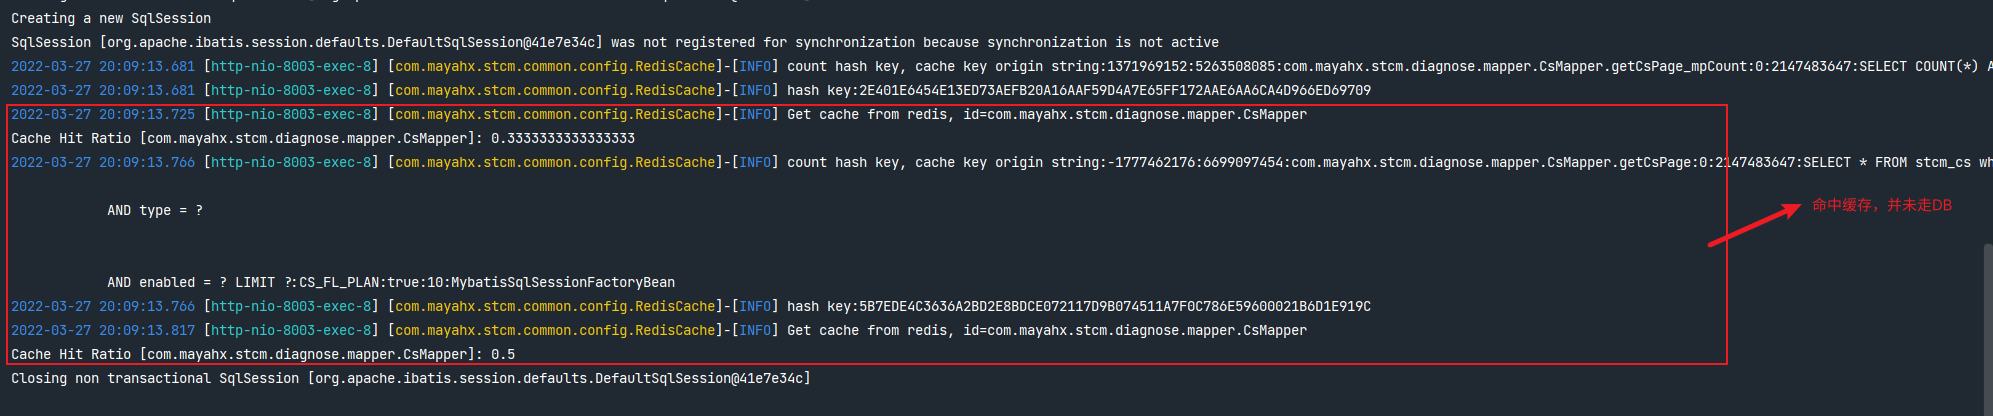 Creating a new SqlSession
SqlSession [org.apache.ibatis.session.defaults.DefaultSqlSession@41e7e34c] was not registered for synchronization because synchronization is not active
2022-03-27 20:09:13.681 [http-nio-8003-exec-8] [com.mayahx.stcm.common.config.RedisCache]-[INFO] count hash key, cache key origin string:1371969152:5263508085:com.mayahx.stcm.diagnose.mapper.CsMapper.getCsPage_mpCount:0:2147483647:SELECT COUNT(*) A
2022-03-27 20:09:13.681 [http-nio-8003-exec-8] [com.mayahx.stcm.common.config.RedisCache]-[INFO] hash key:2E401E6454E13ED73AEFB20A16AAF59D4A7E65FF172AAE6AA6CA4D966ED69709
2022-03-27 20:09:13.725 [http-nio-8003-exec-8] [com.mayahx.stcm.common.config.RedisCache]-[INFO] Get cache from redis, id=com.mayahx.stcm.diagnose.mapper.CsMapper
Cache Hit Ratio [com.mayahx.stcm.diagnose.mapper.CsMapper]: 0.3333333333333333
2022-03-27 20:09:13.766 [http-nio-8003-exec-8] [com.mayahx.stcm.common.config.RedisCache]-[INFO] count hash key, cache key origin string:-1777462176:6699097454:com.mayahx.stcm.diagnose.mapper.CsMapper.getCsPage:0:2147483647:SELECT * FROM stcm_cs wh
AND type = ?
命中缓存，并未走DB
AND enabled = ? LIMIT ?:CS_FL_PLAN:true:10:MybatisSqlSessionFactoryBean
2022-03-27 20:09:13.766 [http-nio-8003-exec-8] [com.mayahx.stcm.common.config.RedisCache]-[INFO] hash key:5B7EDE4C3636A2BD2E8BDCE072117D9B074511A7F0C786E59600021B6D1E919C
2022-03-27 20:09:13.817 [http-nio-8003-exec-8] [com.mayahx.stcm.common.config.RedisCache]-[INFO] Get cache from redis, id=com.mayahx.stcm.diagnose.mapper.CsMapper
Cache Hit Ratio [com.mayahx.stcm.diagnose.mapper.CsMapper]: 0.5
Closing non transactional SqlSession [org.apache.ibatis.session.defaults.DefaultSqlSession@41e7e34c]